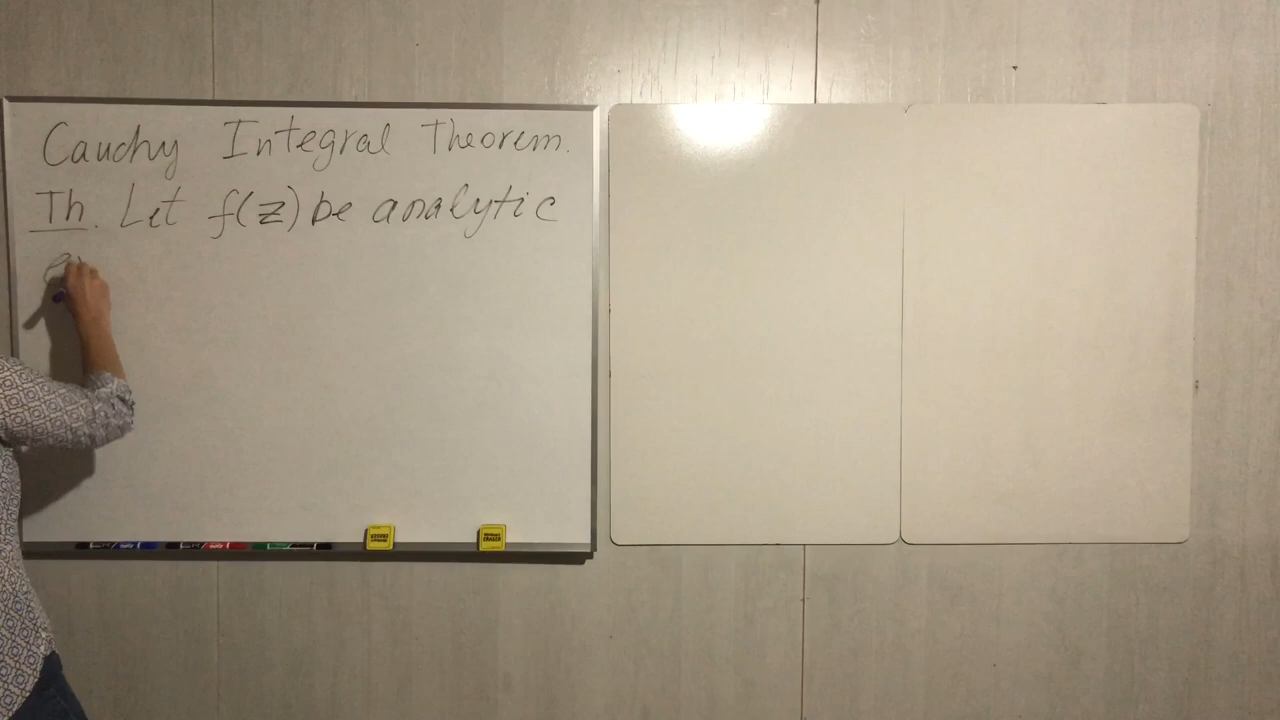 Cauchy Integral Theorem.
Th. Let f(z) be analytic